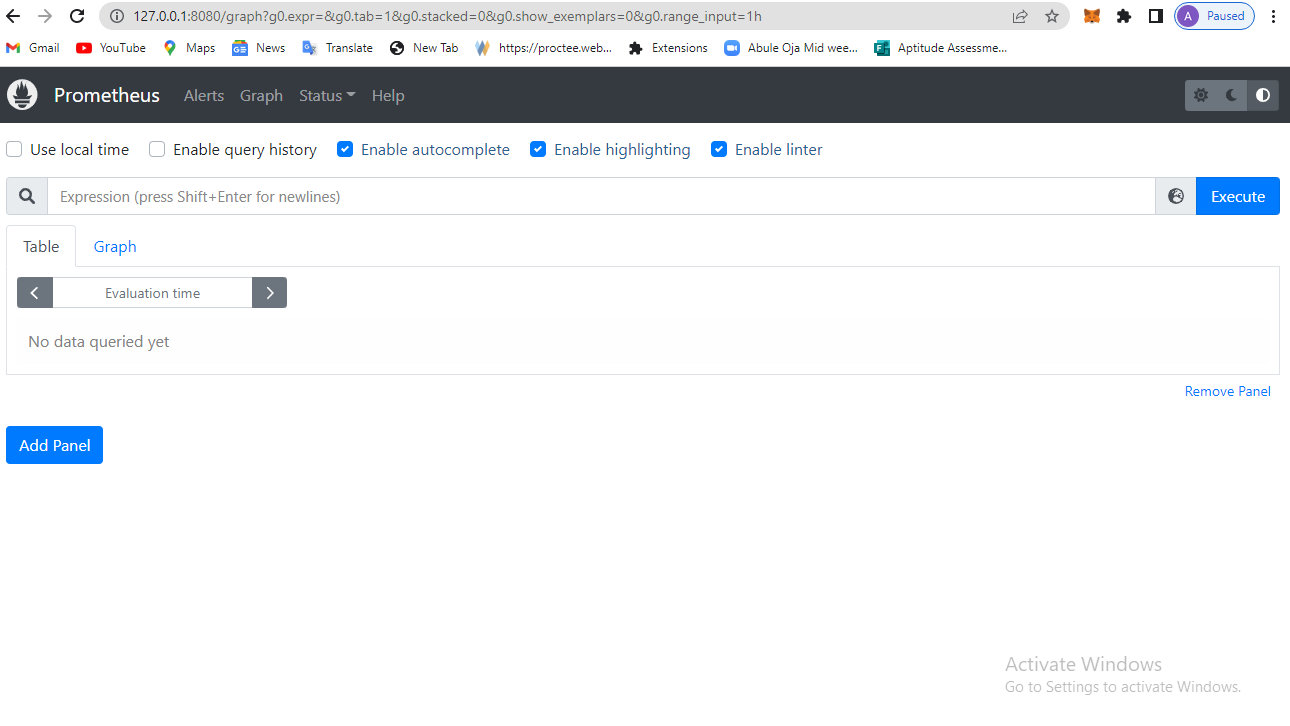 127.0.0.1:8080/graph?g0.expr=&g0.tab=1&g0.stacked=0&g0.show_exemplars=0&g0.range_input=1h A Paused
Gmail YouTube Maps News Translate New Tab https://proctee.web... Extensions Abule Oja Mid wee... Aptitude Assessme...
Prometheus Alerts Graph Status Help
Use local time Enable query history Enable autocomplete Enable highlighting Enable linter
Expression (press Shift+Enter for newlines) Execute
Table Graph
Evaluation time
No data queried yet
Remove Panel
Add Panel
Activate Windows
Go to Settings to activate Windows.